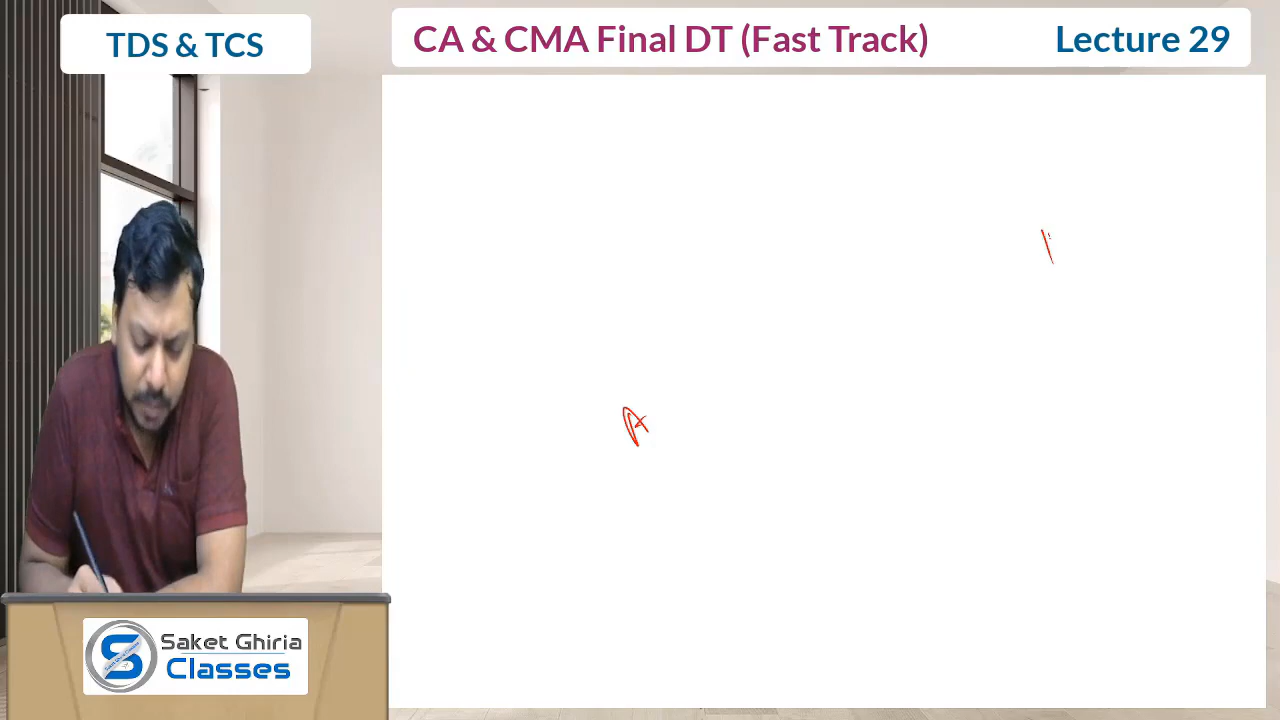 TDS & TCS
CA & CMA Final DT (Fast Track)
Lecture 29
A
Saket Ghiria
Classes